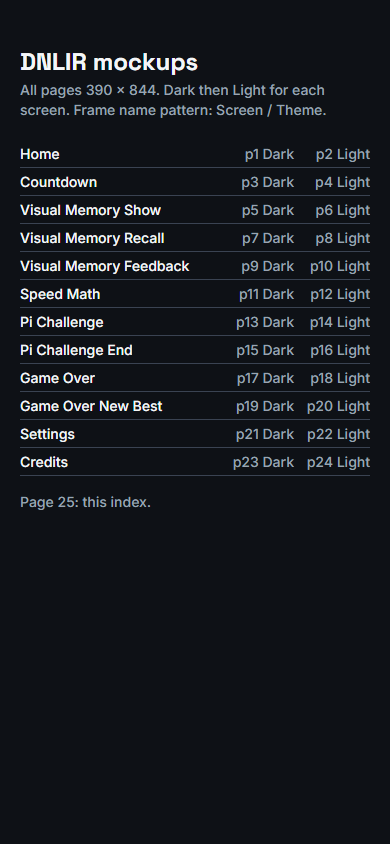 DNLIR mockups
All pages 390 × 844. Dark then Light for each
screen. Frame name pattern: Screen / Theme.
Home p1 Dark p2 Light
Countdown p3 Dark p4 Light
Visual Memory Show p5 Dark p6 Light
Visual Memory Recall p7 Dark p8 Light
Visual Memory Feedback p9 Dark p10 Light
Speed Math p11 Dark p12 Light
Pi Challenge p13 Dark p14 Light
Pi Challenge End p15 Dark p16 Light
Game Over p17 Dark p18 Light
Game Over New Best p19 Dark p20 Light
Settings p21 Dark p22 Light
Credits p23 Dark p24 Light
Page 25: this index.